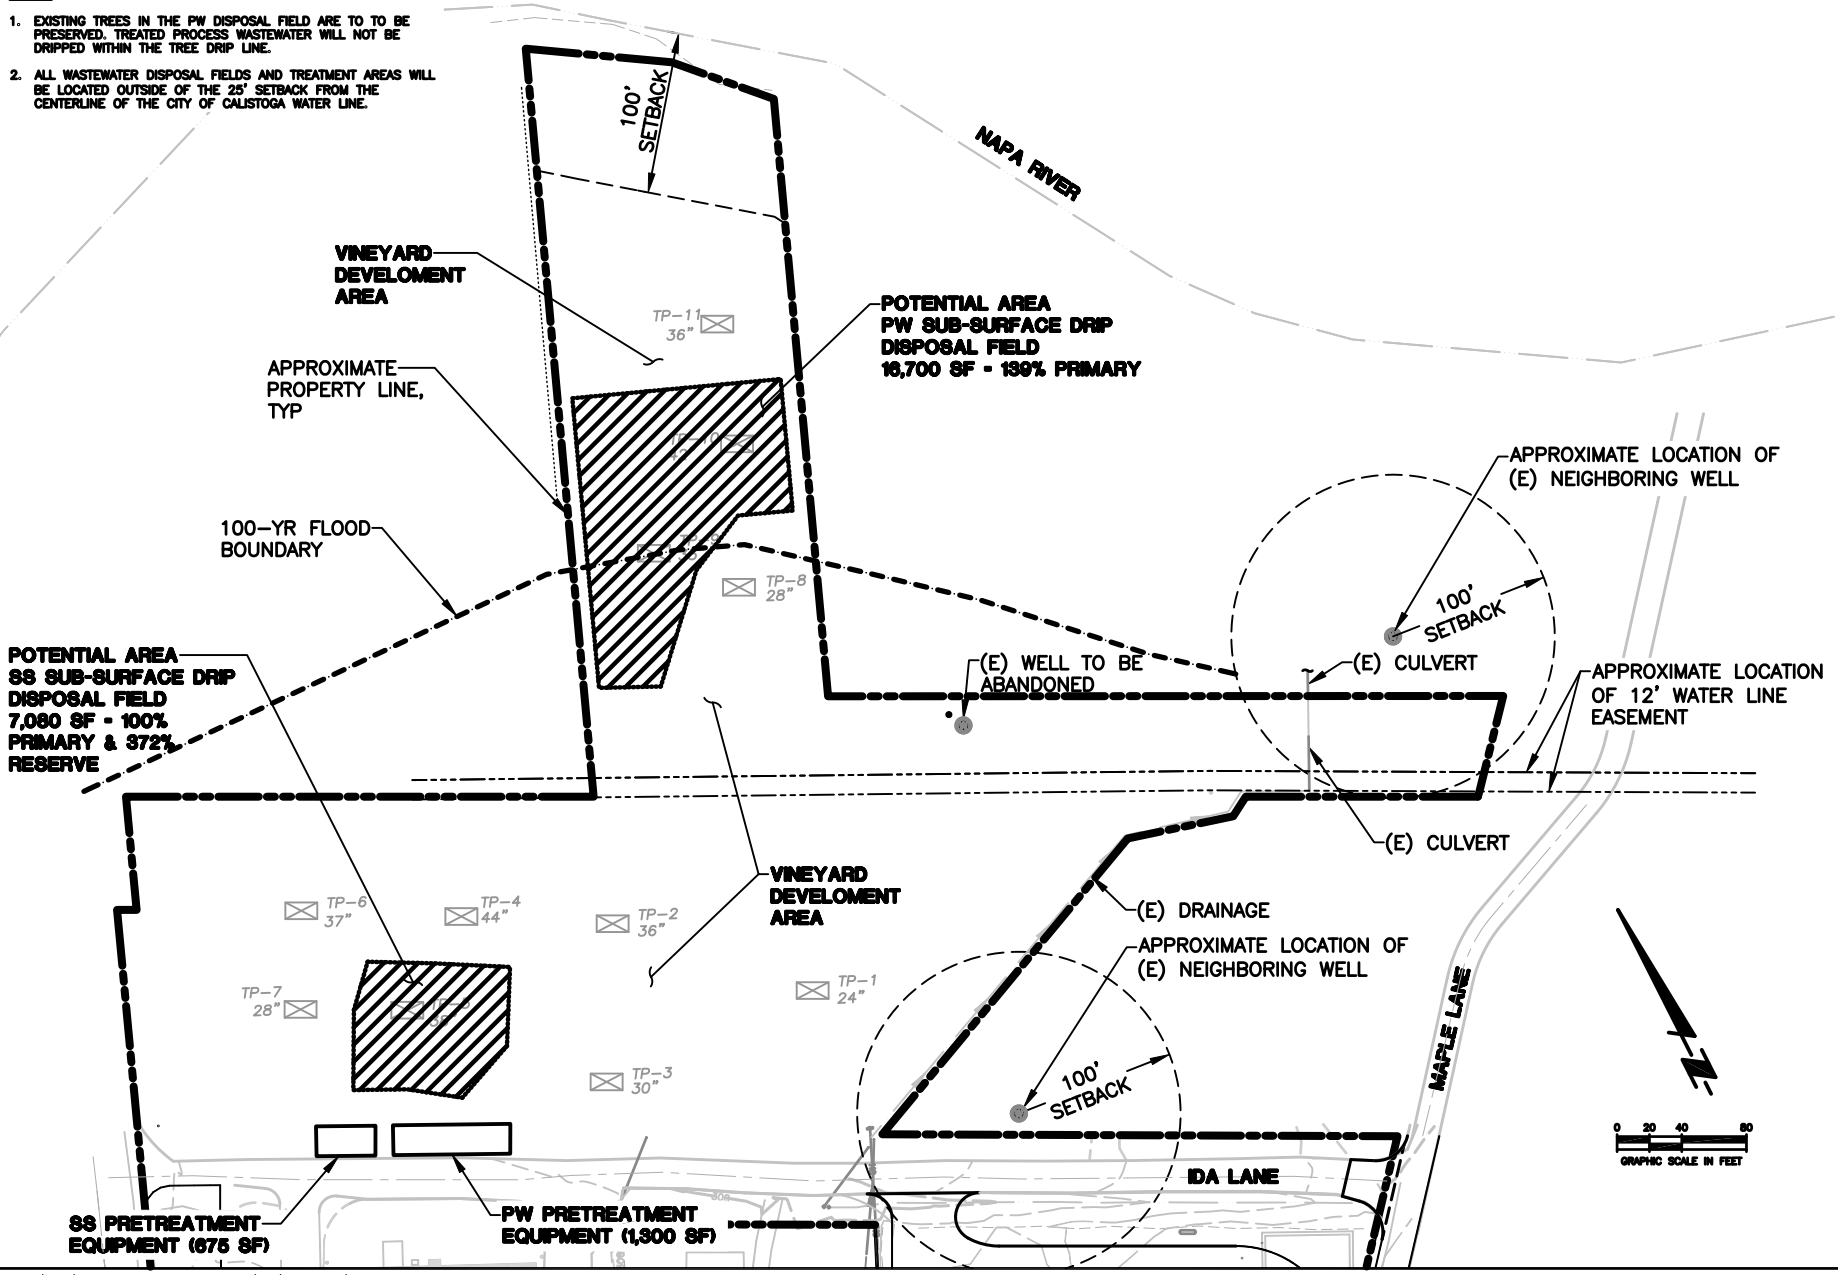 1. EXISTING TREES IN THE PW DISPOSAL FIELD ARE TO TO BE
PRESERVED. TREATED PROCESS WASTEWATER WILL NOT BE
DRIPPED WITHIN THE TREE DRIP LINE.
2. ALL WASTEWATER DISPOSAL FIELDS AND TREATMENT AREAS WILL
BE LOCATED OUTSIDE OF THE 25' SETBACK FROM THE
CENTERLINE OF THE CITY OF CALISTOGA WATER LINE.
100'
SETBACK
NAPA RIVER
VINEYARD
DEVELOMENT
AREA
TP-11
36"
POTENTIAL AREA
PW SUB-SURFACE DRIP
DISPOSAL FIELD
16,700 SF - 139% PRIMARY
APPROXIMATE
PROPERTY LINE,
TYP
TP-10
APPROXIMATE LOCATION OF
(E) NEIGHBORING WELL
100-YR FLOOD
BOUNDARY
TP-9
TP-8
28"
100'
SETBACK
POTENTIAL AREA
SS SUB-SURFACE DRIP
DISPOSAL FIELD
7,080 SF - 100%
PRIMARY & 372%
RESERVE
(E) WELL TO BE
ABANDONED
(E) CULVERT
APPROXIMATE LOCATION
OF 12' WATER LINE
EASEMENT
(E) CULVERT
VINEYARD
DEVELOMENT
AREA
TP-6
37"
TP-4
44"
TP-2
36"
(E) DRAINAGE
APPROXIMATE LOCATION OF
(E) NEIGHBORING WELL
TP-7
28"
TP-1
24"
MAPLE LANE
TP-3
30"
100'
SETBACK
0 20 40 80
GRAPHIC SCALE IN FEET
IDA LANE
SS PRETREATMENT
EQUIPMENT (675 SF)
PW PRETREATMENT
EQUIPMENT (1,300 SF)